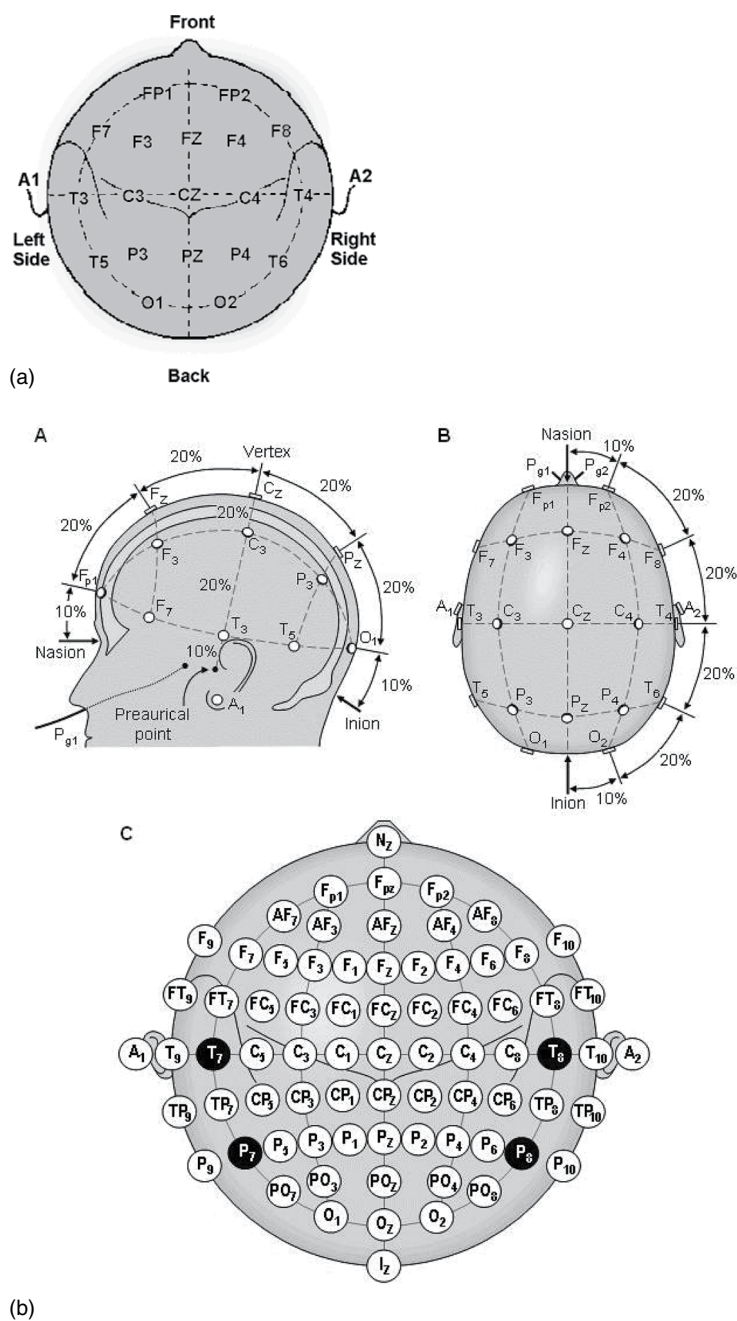 Front
FP1 FP2
F7 F3 FZ F4 F8
A1 A2
T3 C3 CZ C4 T4
Left Side Right Side
T5 P3 PZ P4 T6
O1 O2
(a)
Back
A
Vertex
20% 20%
FZ CZ
20% 20% PZ
F3 C3
Fp1 20% P3 20%
10% F7
T3 T5 O1
Nasion 10% 10%
A1
Preaurical point
Inion
Pg1
B
Nasion
10%
Pg1 Pg2
Fp1 Fp2
20%
F7 F3 FZ F4 F8
20%
A1 T3 C3 CZ C4 T4 A2
20%
T5 P3 PZ P4 T6
O1 O2
20%
Inion 10%
C
NZ
Fp1 Fpz Fp2
AF7 AF3 AFZ AF4 AF8
F9 F7 F5 F3 F1 FZ F2 F4 F6 F8 F10
FT9 FT7 FC5 FC3 FC1 FCZ FC2 FC4 FC6 FT8 FT10
A1 T9 T7 C5 C3 C1 CZ C2 C4 C8 T8 T10 A2
TP9 TP7 CP5 CP3 CP1 CPZ CP2 CP4 CP6 TP8 TP10
P9 P7 P5 P3 P1 PZ P2 P4 P6 P8 P10
PO7 PO3 POZ PO4 PO8
O1 OZ O2
IZ
(b)